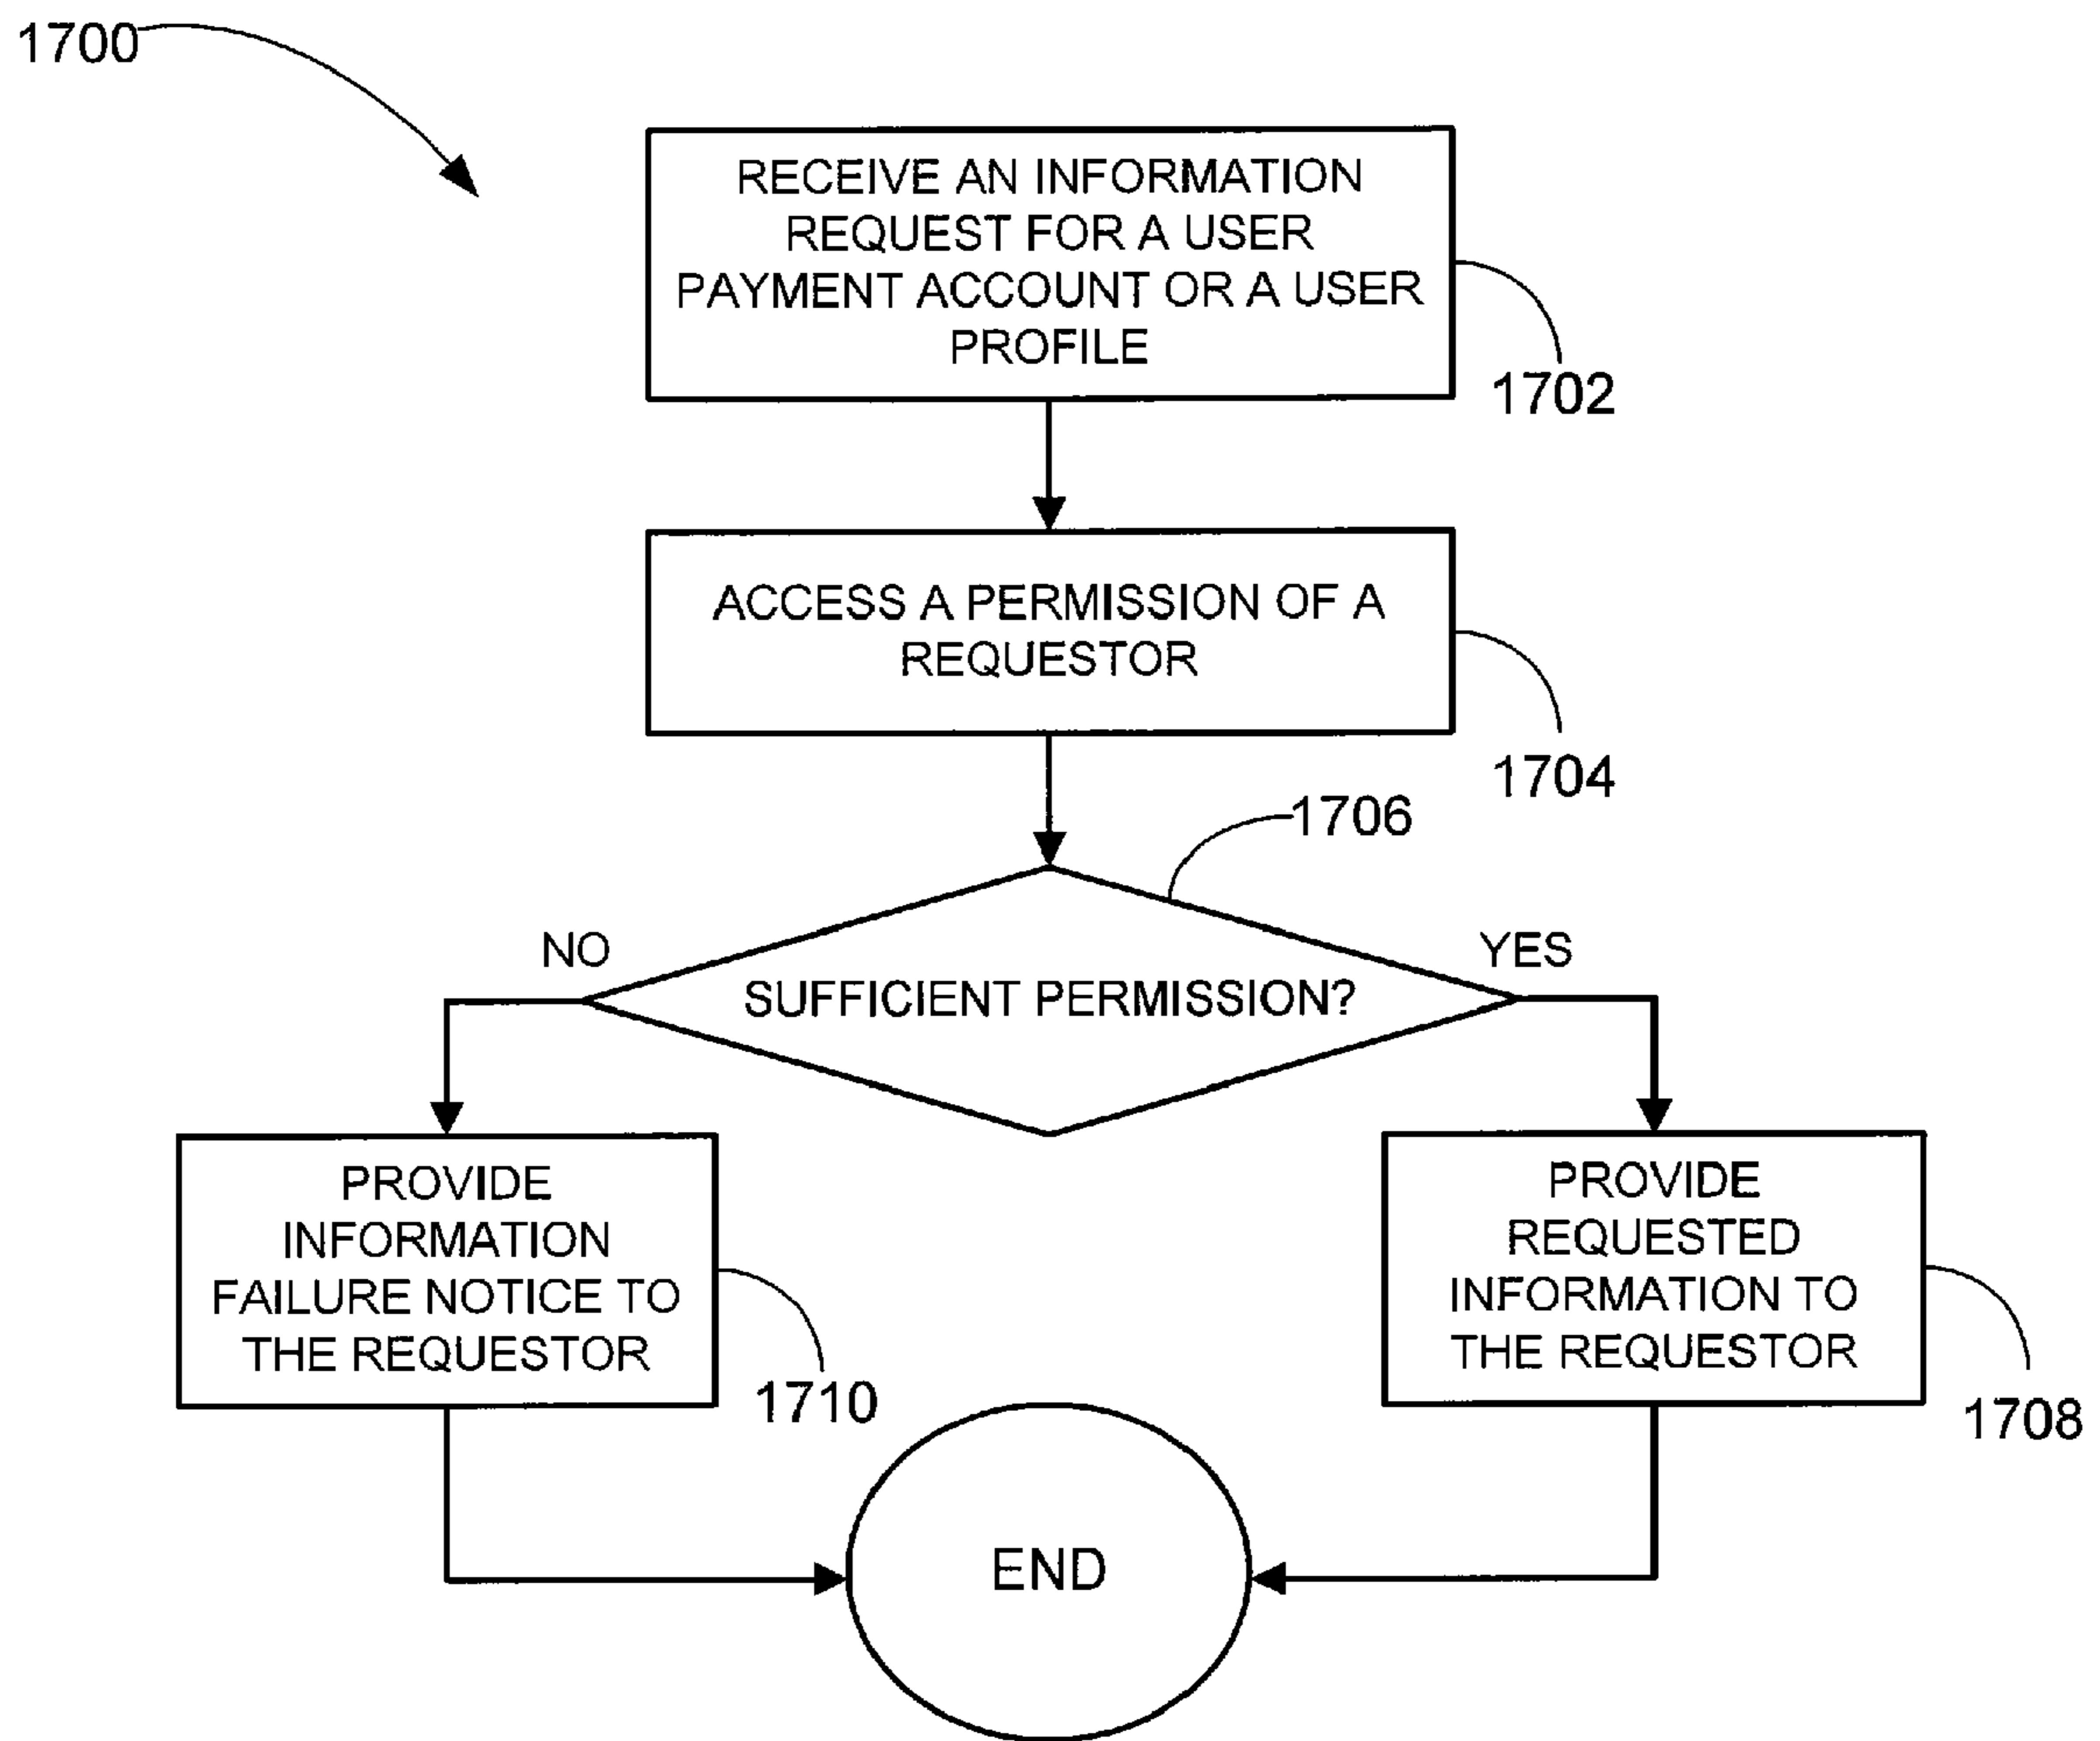 1700
RECEIVE AN INFORMATION
REQUEST FOR A USER
PAYMENT ACCOUNT OR A USER
PROFILE
1702
ACCESS A PERMISSION OF A
REQUESTOR
1704
1706
NO
YES
SUFFICIENT PERMISSION?
PROVIDE
INFORMATION
FAILURE NOTICE TO
THE REQUESTOR
1710
PROVIDE
REQUESTED
INFORMATION TO
THE REQUESTOR
1708
END